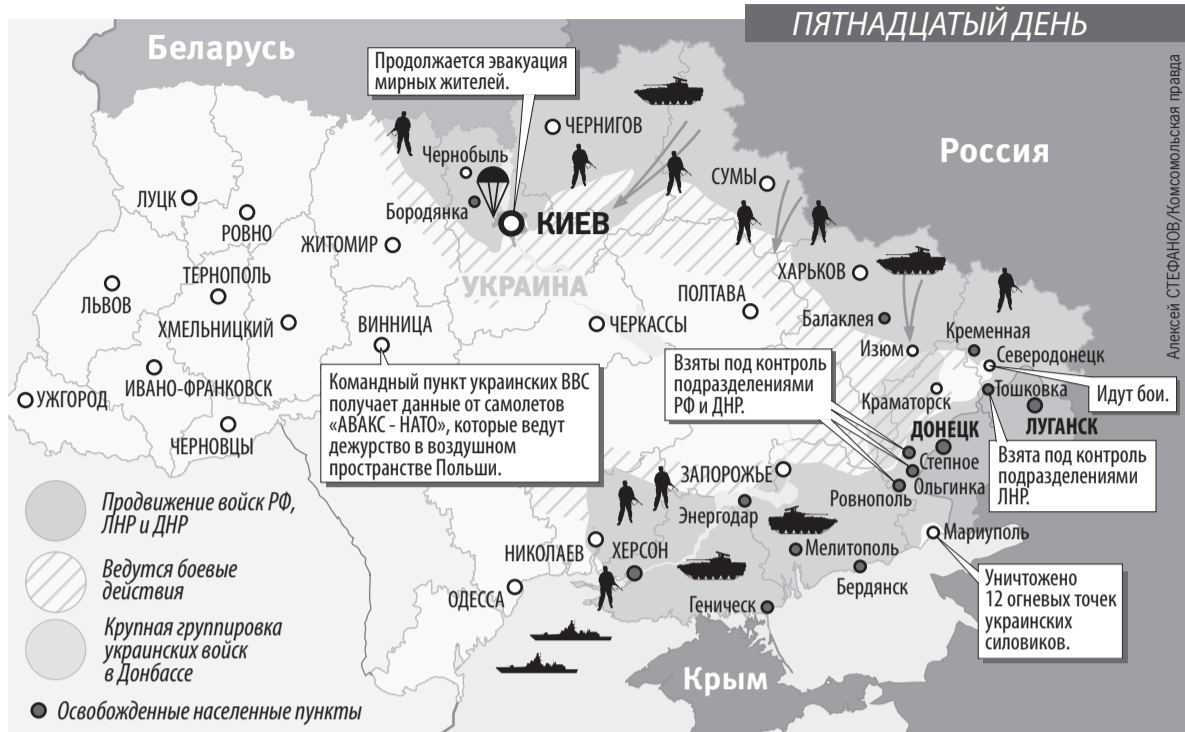 ПЯТНАДЦАТЫЙ ДЕНЬ
Беларусь
Продолжается эвакуация
мирных жителей.
ЧЕРНИГОВ
Россия
Алексей СТЕФАНОВ/Комсомольская правда
Чернобыль
СУМЫ
ЛУЦК
Бородянка
РОВНО
КИЕВ
ЖИТОМИР
ТЕРНОПОЛЬ
УКРАИНА
ХАРЬКОВ
ЛЬВОВ
ПОЛТАВА
ХМЕЛЬНИЦКИЙ
ВИННИЦА
ЧЕРКАССЫ
Балаклея
Кременная
Изюм
Северодонецк
Взяты под контроль
подразделениями
РФ и ДНР.
Командный пункт украинских ВВС
получает данные от самолетов
«АВАКС - НАТО», которые ведут
дежурство в воздушном
пространстве Польши.
ИВАНО-ФРАНКОВСК
УЖГОРОД
Краматорск
Тошковка
Идут бои.
ЧЕРНОВЦЫ
ДОНЕЦК
ЛУГАНСК
Степное
Взята под контроль
подразделениями
ЛНР.
ЗАПОРОЖЬЕ
Ровнополь
Ольгинка
Энергодар
Мариуполь
НИКОЛАЕВ
ХЕРСОН
Мелитополь
Бердянск
Уничтожено
12 огневых точек
украинских
силовиков.
ОДЕССА
Геническ
Крым
Продвижение войск РФ,
ЛНР и ДНР
Ведутся боевые
действия
Крупная группировка
украинских войск
в Донбассе
Освобожденные населенные пункты